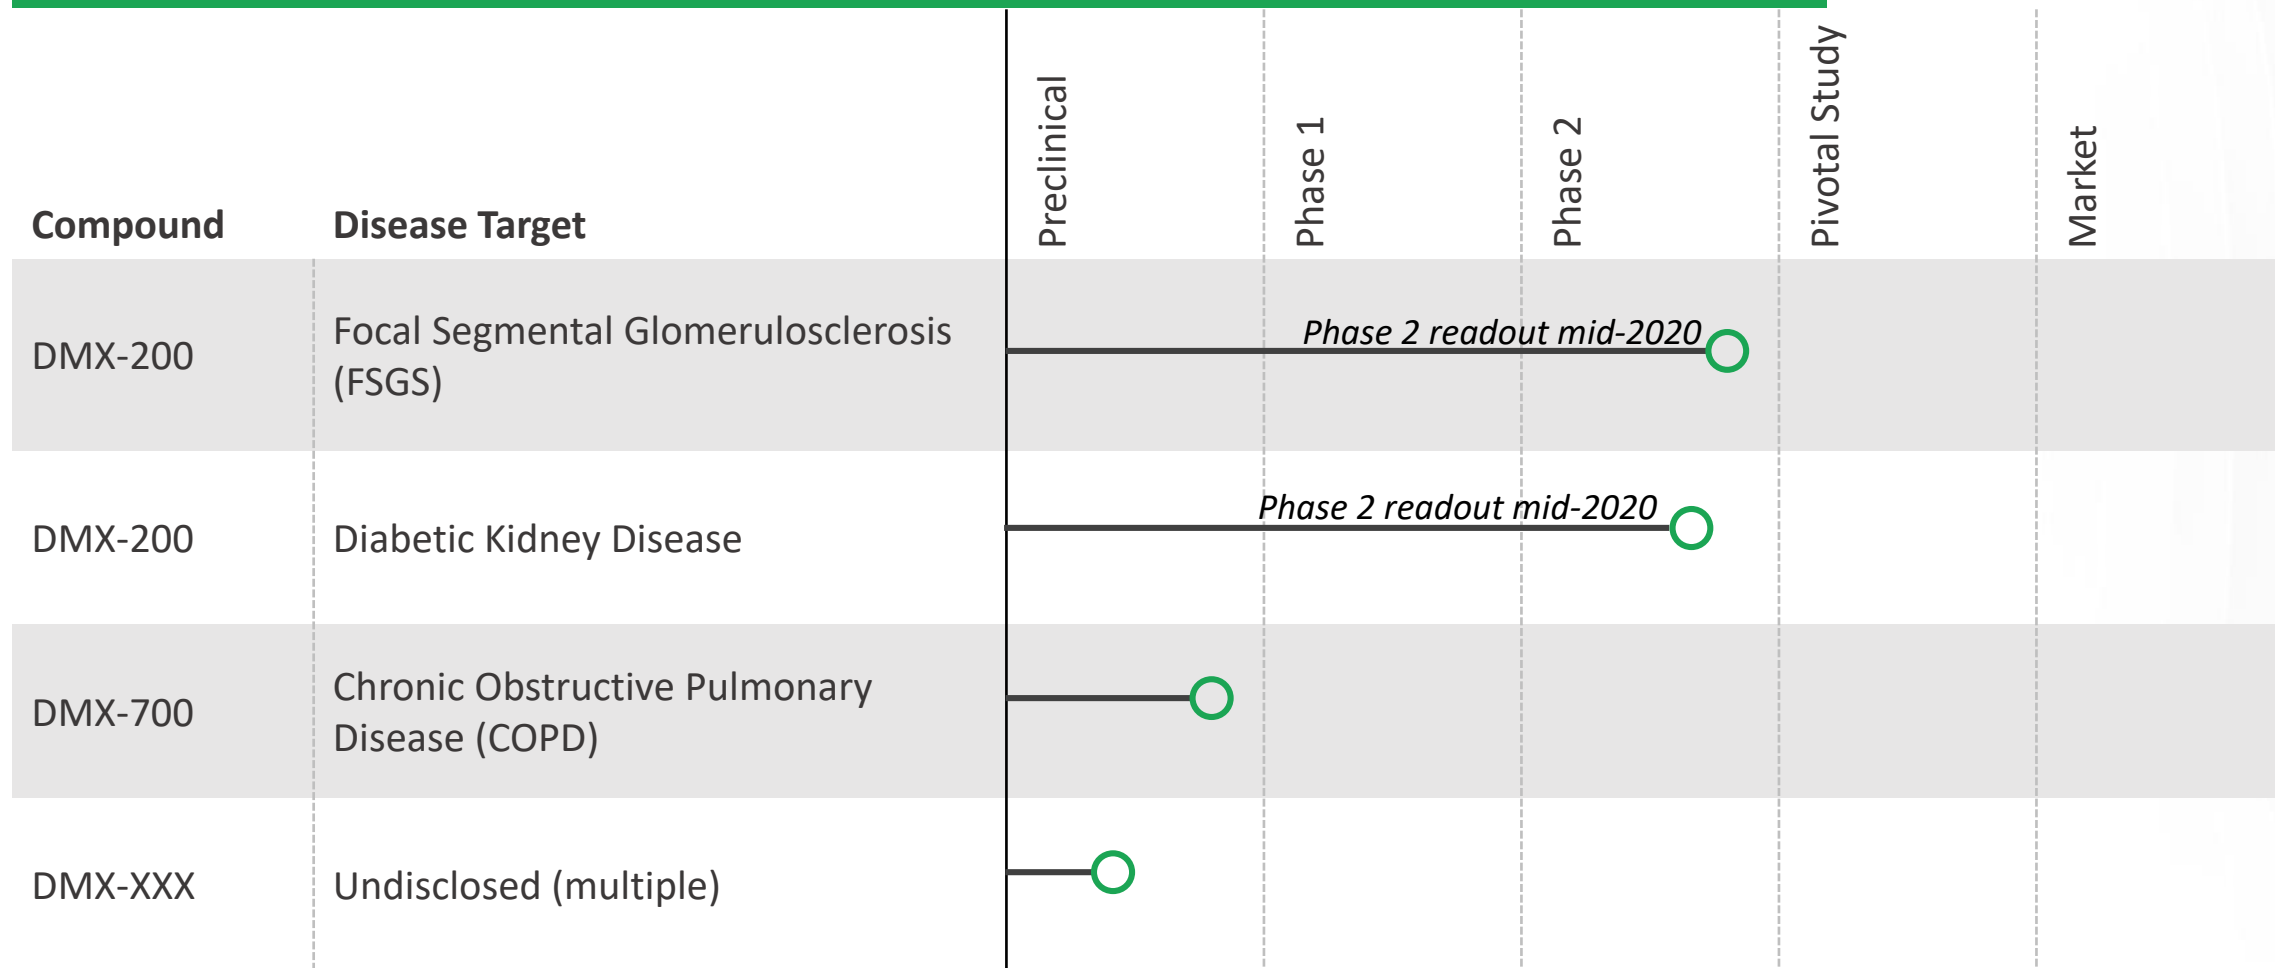 Preclinical
Phase 1
Phase 2
Pivotal Study
Market
Compound
Disease Target
DMX-200
Focal Segmental Glomerulosclerosis
(FSGS)
Phase 2 readout mid-2020
DMX-200
Diabetic Kidney Disease
Phase 2 readout mid-2020
DMX-700
Chronic Obstructive Pulmonary
Disease (COPD)
DMX-XXX
Undisclosed (multiple)